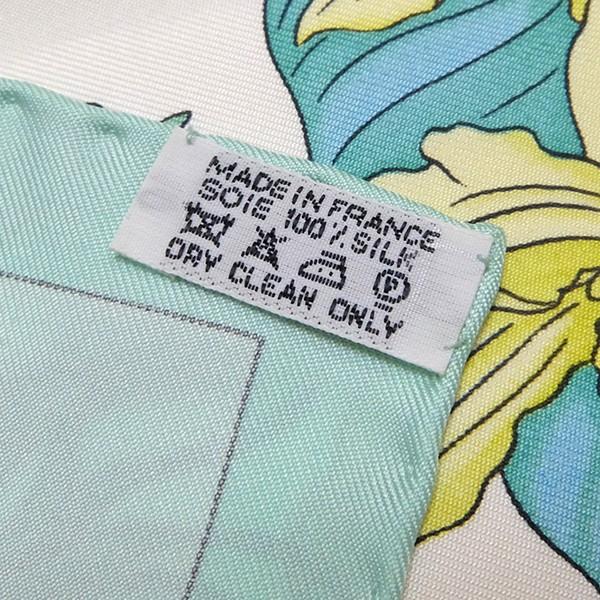 MADE IN FRANCE
SOIE 100% SILK
P
DRY CLEAN ONLY